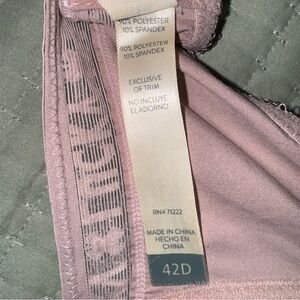 90% POLYESTER
10% SPANDEX
90% POLYESTER
10% SPANDEX
EXCLUSIVE
OF TRIM
NO INCLUYE
EL ADORNO
RN# 71222
MADE IN CHINA
HECHO EN
CHINA
42D